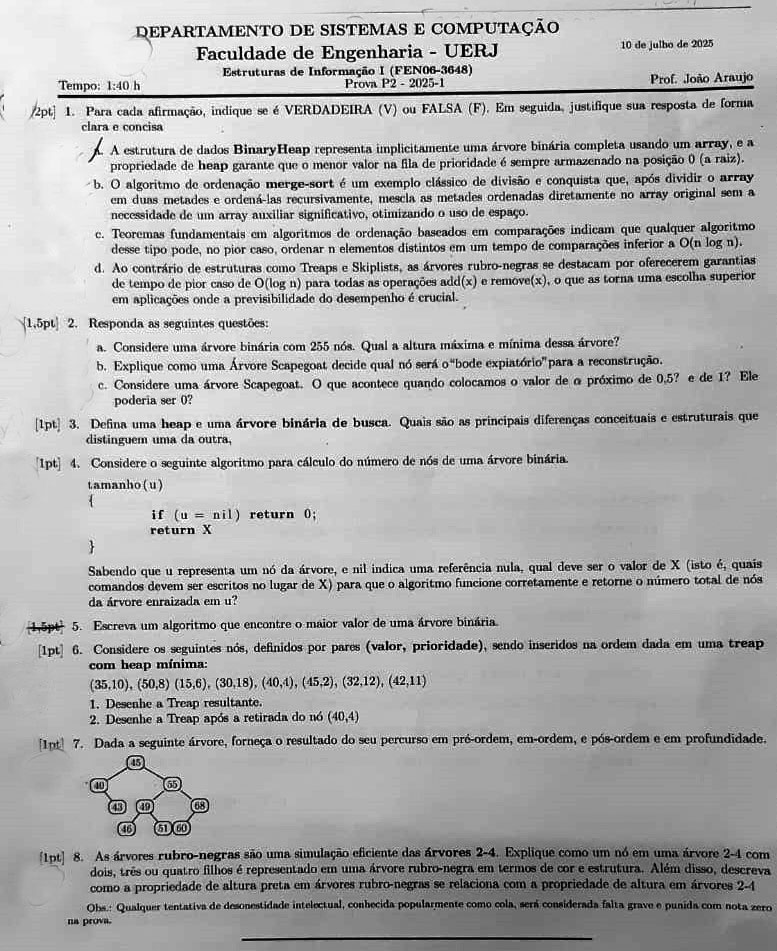 DEPARTAMENTO DE SISTEMAS E COMPUTAÇÃO
Faculdade de Engenharia - UERJ
10 de julho de 2025
Estruturas de Informação I (FEN06-3648)
Tempo: 1:40 h
Prova P2 - 2025-1
Prof. João Araujo
[2pt] 1. Para cada afirmação, indique se é VERDADEIRA (V) ou FALSA (F). Em seguida, justifique sua resposta de forma
clara e concisa
a. A estrutura de dados BinaryHeap representa implicitamente uma árvore binária completa usando um array, e a
propriedade de heap garante que o menor valor na fila de prioridade é sempre armazenado na posição 0 (a raiz).
b. O algoritmo de ordenação merge-sort é um exemplo clássico de divisão e conquista que, após dividir o array
em duas metades e ordená-las recursivamente, mescla as metades ordenadas diretamente no array original sem a
necessidade de um array auxiliar significativo, otimizando o uso de espaço.
c. Teoremas fundamentais em algoritmos de ordenação baseados em comparações indicam que qualquer algoritmo
desse tipo pode, no pior caso, ordenar n elementos distintos em um tempo de comparações inferior a O(n log n).
d. Ao contrário de estruturas como Treaps e Skiplists, as árvores rubro-negras se destacam por oferecerem garantias
de tempo de pior caso de O(log n) para todas as operações add(x) e remove(x), o que as torna uma escolha superior
em aplicações onde a previsibilidade do desempenho é crucial.
[1,5pt] 2. Responda as seguintes questões:
a. Considere uma árvore binária com 255 nós. Qual a altura máxima e mínima dessa árvore?
b. Explique como uma Árvore Scapegoat decide qual nó será o "bode expiatório" para a reconstrução.
c. Considere uma árvore Scapegoat. O que acontece quando colocamos o valor de α próximo de 0,5? e de 1? Ele
poderia ser 0?
[1pt] 3. Defina uma heap e uma árvore binária de busca. Quais são as principais diferenças conceituais e estruturais que
distinguem uma da outra,
[1pt] 4. Considere o seguinte algoritmo para cálculo do número de nós de uma árvore binária.
tamanho(u)
{
if (u = nil) return 0;
return X
}
Sabendo que u representa um nó da árvore, e nil indica uma referência nula, qual deve ser o valor de X (isto é, quais
comandos devem ser escritos no lugar de X) para que o algoritmo funcione corretamente e retorne o número total de nós
da árvore enraizada em u?
[1,5pt] 5. Escreva um algoritmo que encontre o maior valor de uma árvore binária.
[1pt] 6. Considere os seguintes nós, definidos por pares (valor, prioridade), sendo inseridos na ordem dada em uma treap
com heap mínima:
(35,10), (50,8) (15,6), (30,18), (40,4), (45,2), (32,12), (42,11)
1. Desenhe a Treap resultante.
2. Desenhe a Treap após a retirada do nó (40,4)
[1pt] 7. Dada a seguinte árvore, forneça o resultado do seu percurso em pré-ordem, em-ordem, e pós-ordem e em profundidade.
45
40 55
43 49 68
46 51 60
[1pt] 8. As árvores rubro-negras são uma simulação eficiente das árvores 2-4. Explique como um nó em uma árvore 2-4 com
dois, três ou quatro filhos é representado em uma árvore rubro-negra em termos de cor e estrutura. Além disso, descreva
como a propriedade de altura preta em árvores rubro-negras se relaciona com a propriedade de altura em árvores 2-4
Obs.: Qualquer tentativa de desonestidade intelectual, conhecida popularmente como cola, será considerada falta grave e punida com nota zero
na prova.